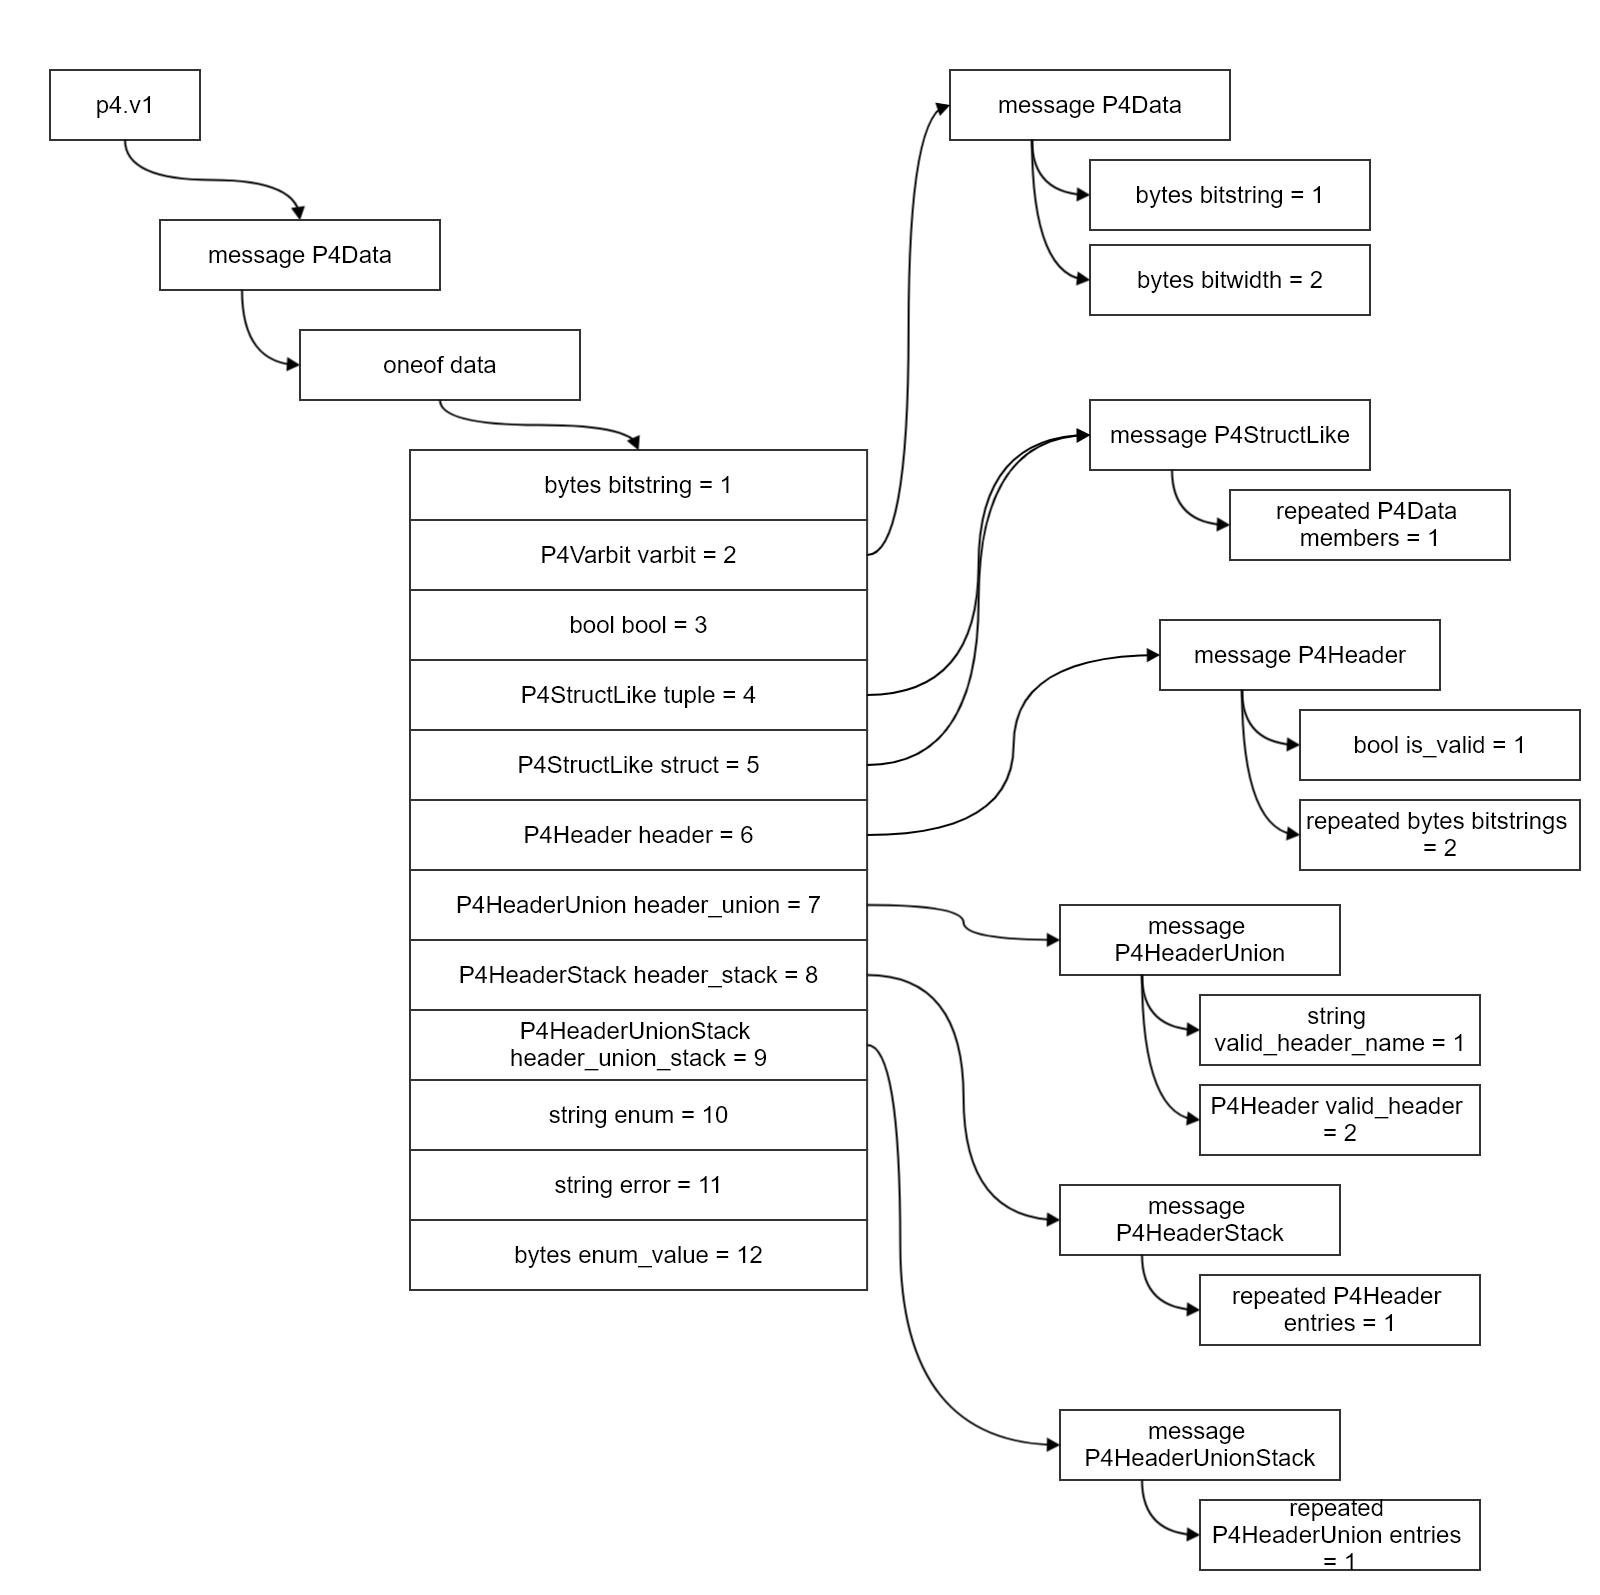 p4.v1
message P4Data
oneof data
bytes bitstring = 1
P4Varbit varbit = 2
bool bool = 3
P4StructLike tuple = 4
P4StructLike struct = 5
P4Header header = 6
P4HeaderUnion header_union = 7
P4HeaderStack header_stack = 8
P4HeaderUnionStack
header_union_stack = 9
string enum = 10
string error = 11
bytes enum_value = 12
message P4Data
bytes bitstring = 1
bytes bitwidth = 2
message P4StructLike
repeated P4Data
members = 1
message P4Header
bool is_valid = 1
repeated bytes bitstrings
= 2
message
P4HeaderUnion
string
valid_header_name = 1
P4Header valid_header
= 2
message
P4HeaderStack
repeated P4Header
entries = 1
message
P4HeaderUnionStack
repeated
P4HeaderUnion entries
= 1